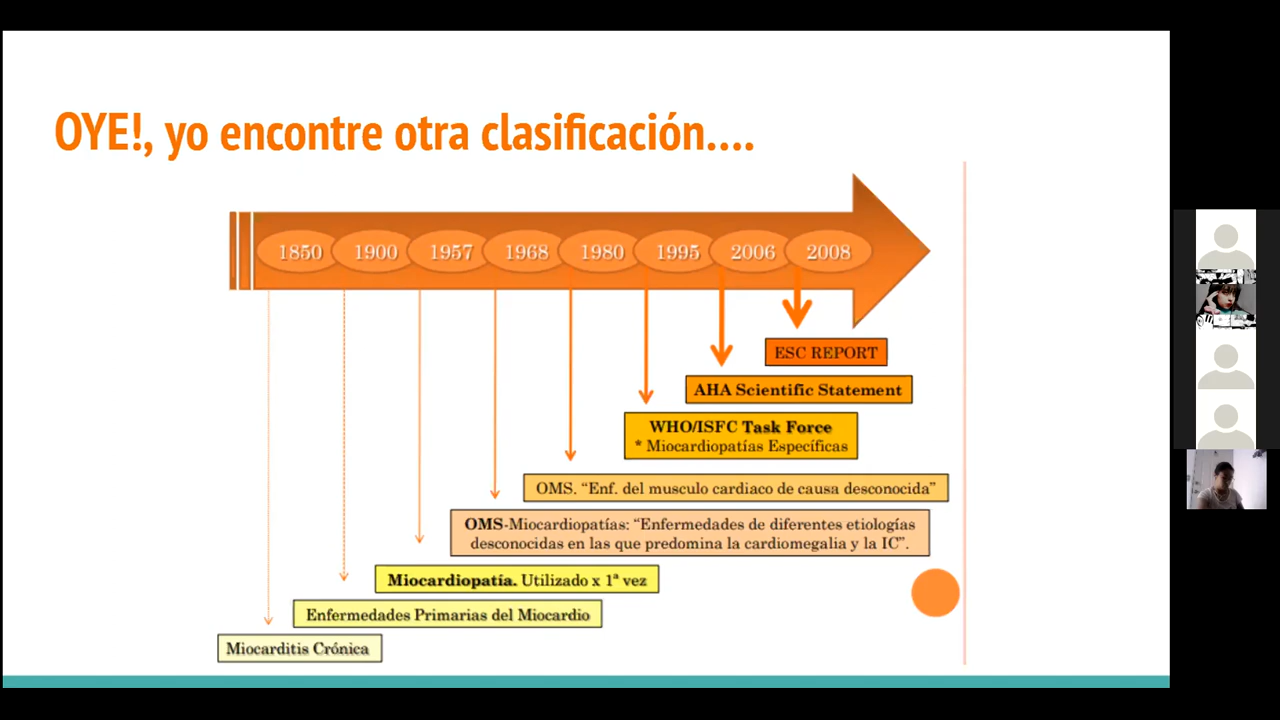 OYE!, yo encontre otra clasificación....
1850 1900 1957 1968 1980 1995 2006 2008
ESC REPORT
AHA Scientific Statement
WHO/ISFC Task Force
* Miocardiopatías Específicas
OMS. “Enf. del musculo cardiaco de causa desconocida”
OMS-Miocardiopatías: “Enfermedades de diferentes etiologías
desconocidas en las que predomina la cardiomegalia y la IC”.
Miocardiopatía. Utilizado x 1ª vez
Enfermedades Primarias del Miocardio
Miocarditis Crónica